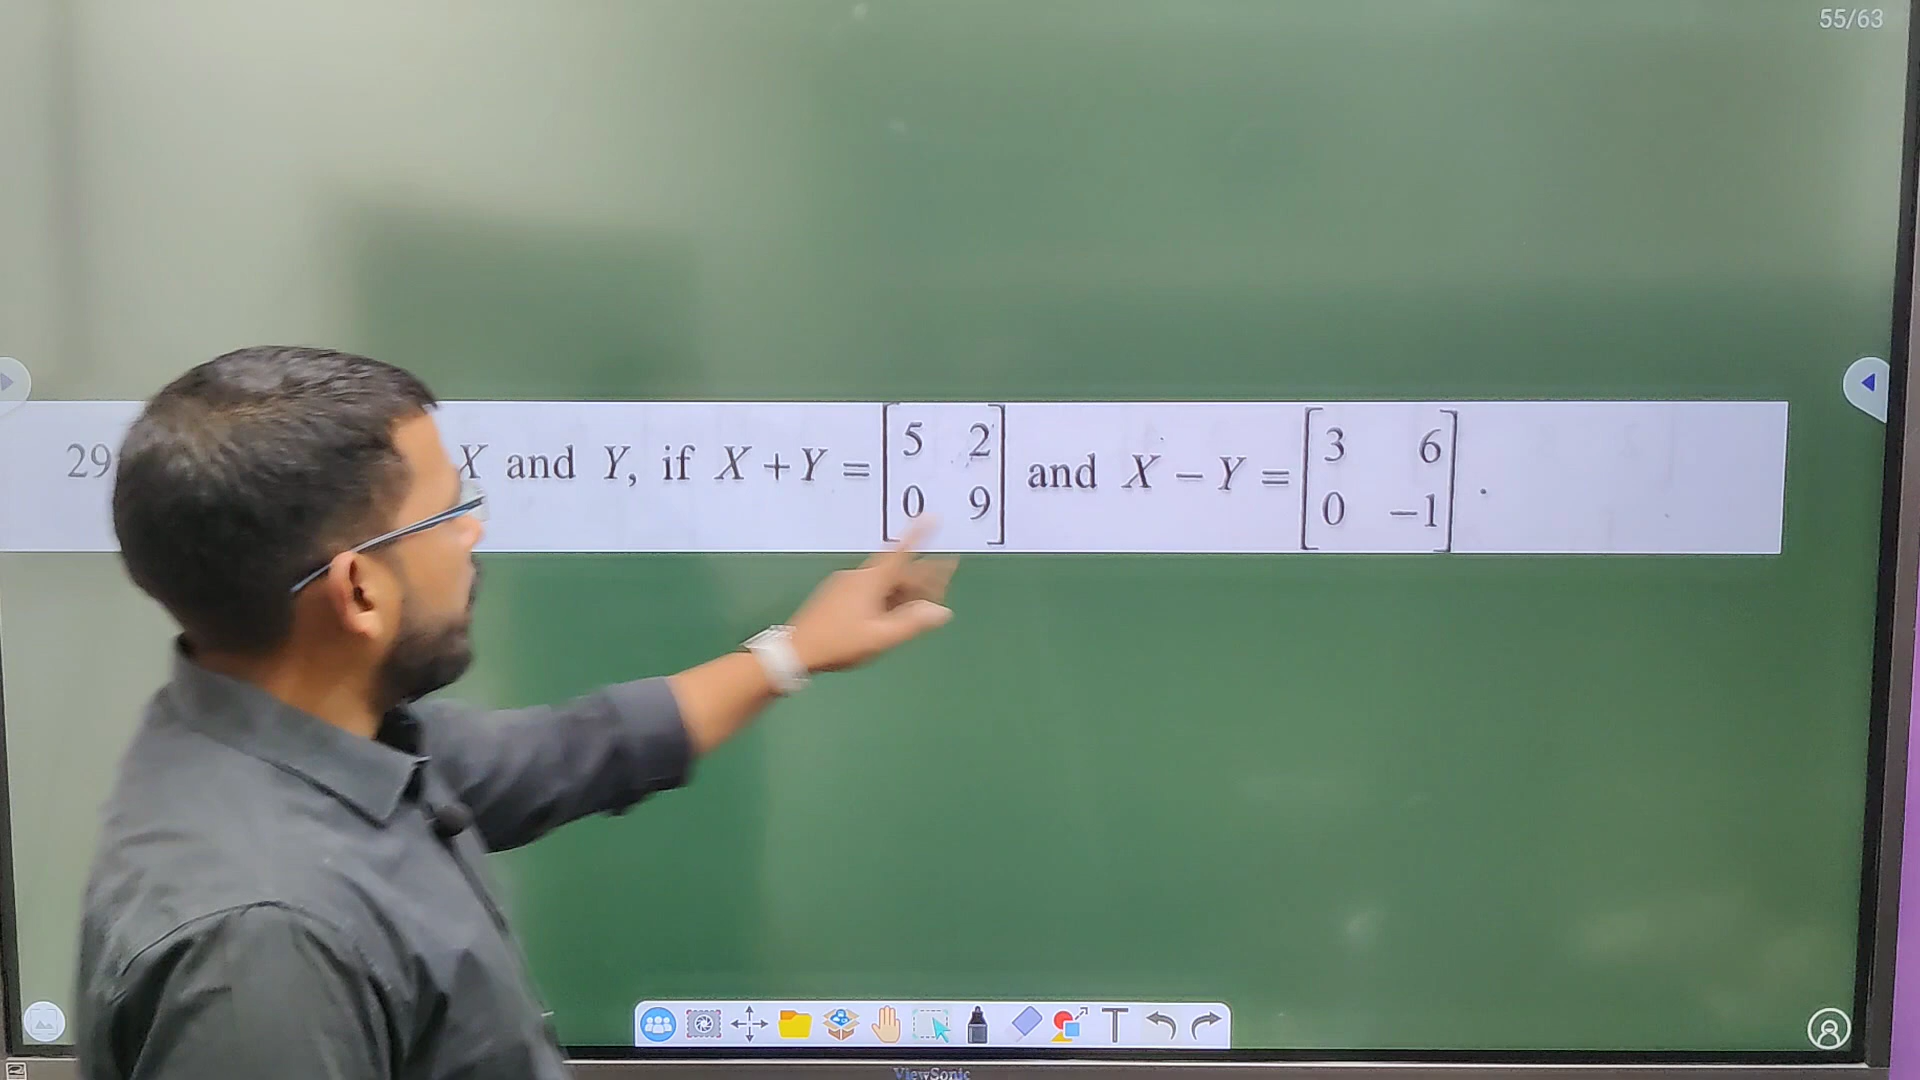 55/63
29 X and Y, if X + Y = [5 2; 0 9] and X − Y = [3 6; 0 −1] .
ViewSonic